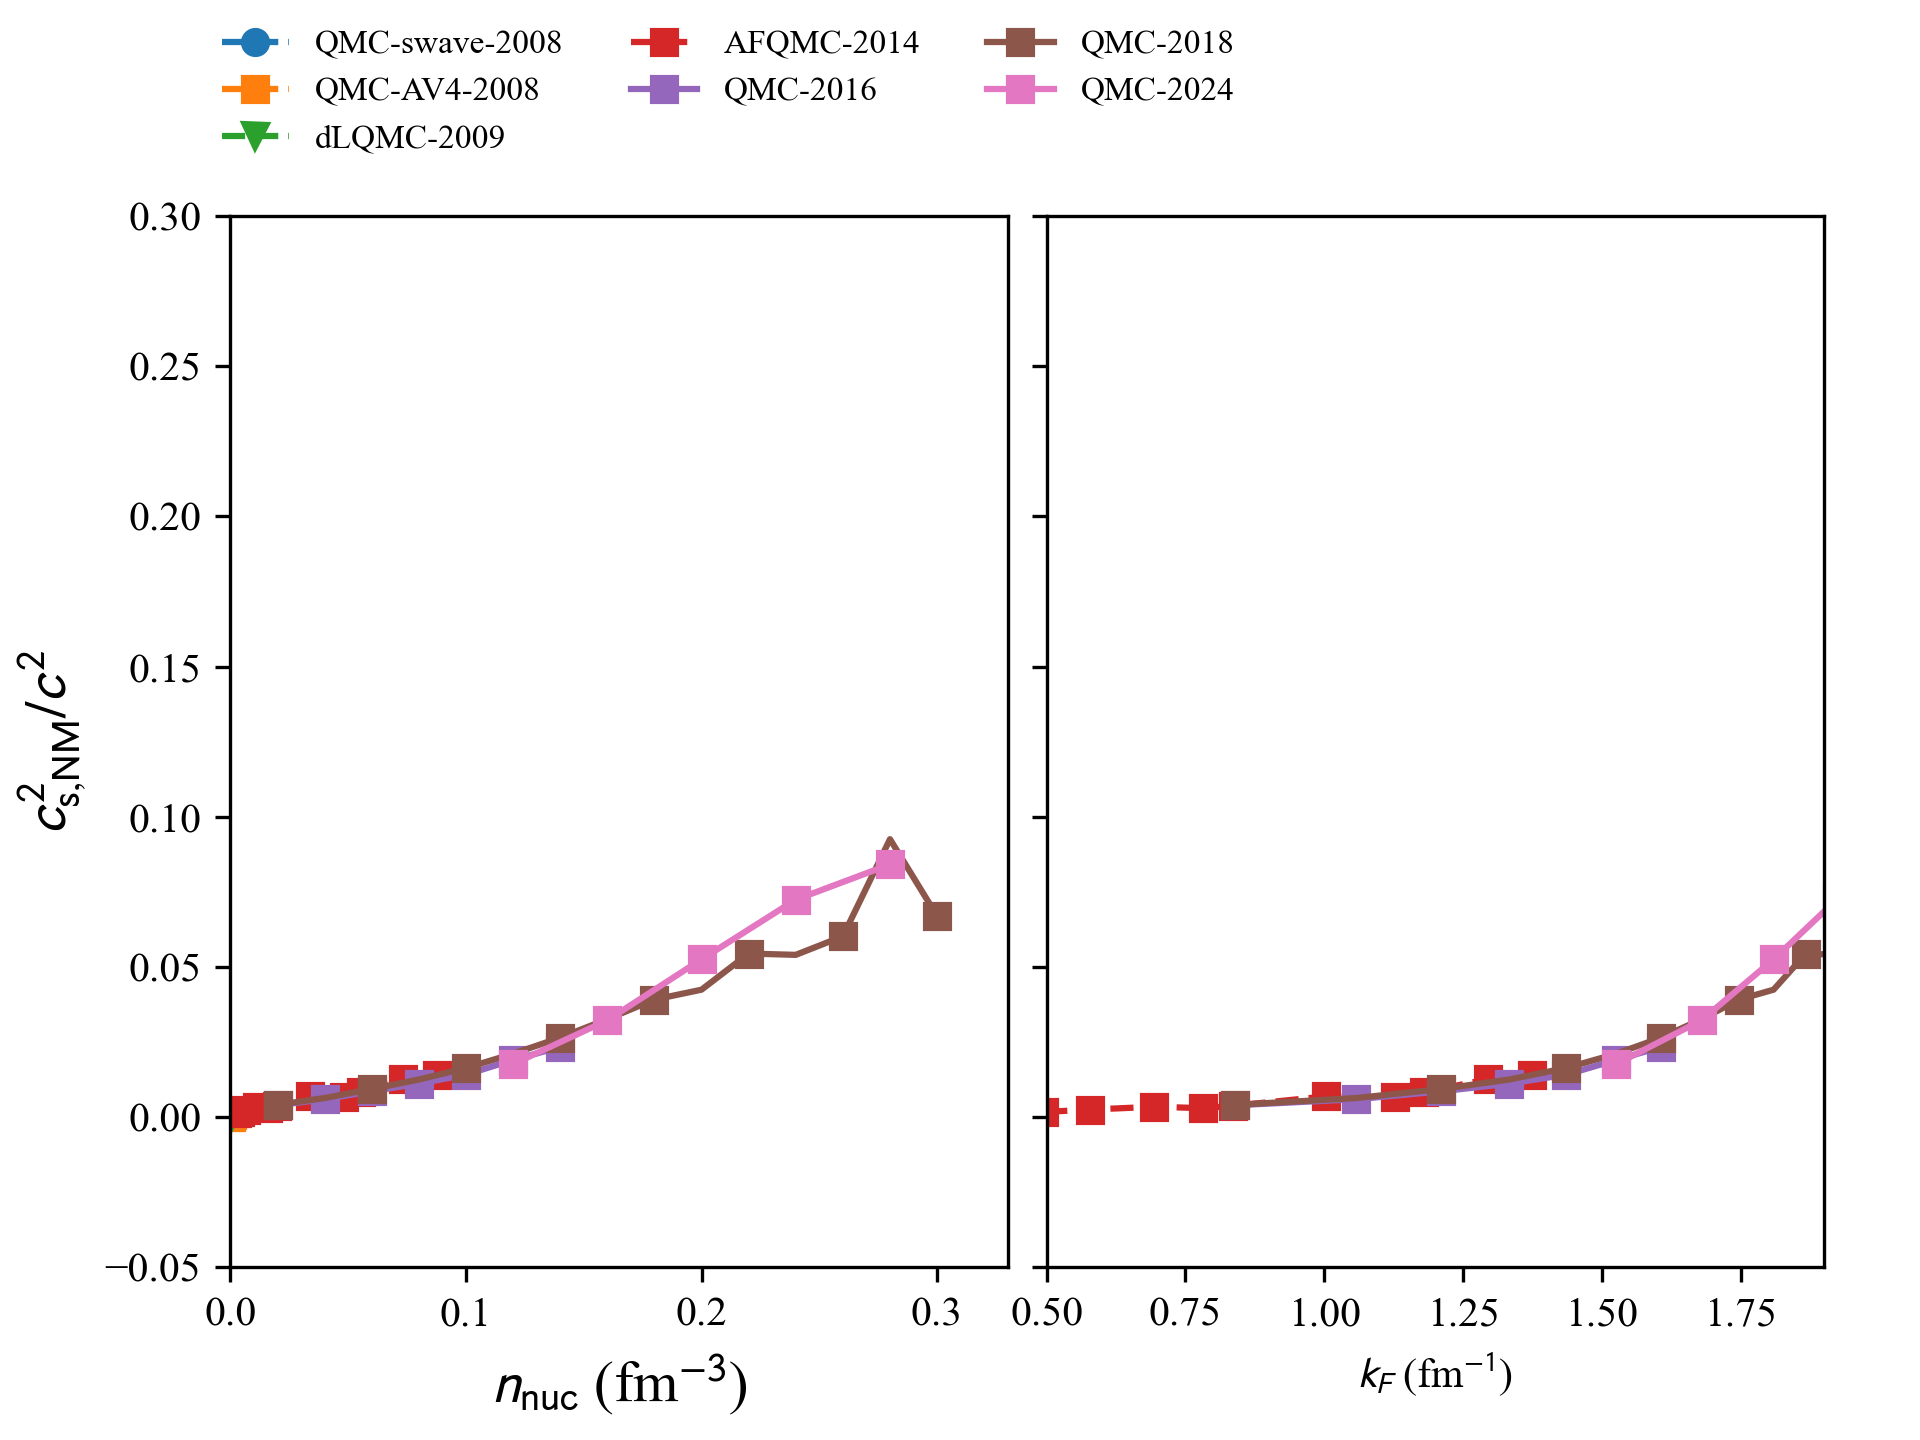 QMC-swave-2008 AFQMC-2014 QMC-2018
QMC-AV4-2008 QMC-2016 QMC-2024
dLQMC-2009
0.30
0.25
0.20
0.15
0.10
0.05
0.00
−0.05
c²s,NM/c²
0.0 0.1 0.2 0.3 0.50 0.75 1.00 1.25 1.50 1.75
nnuc (fm⁻³) kF (fm⁻¹)